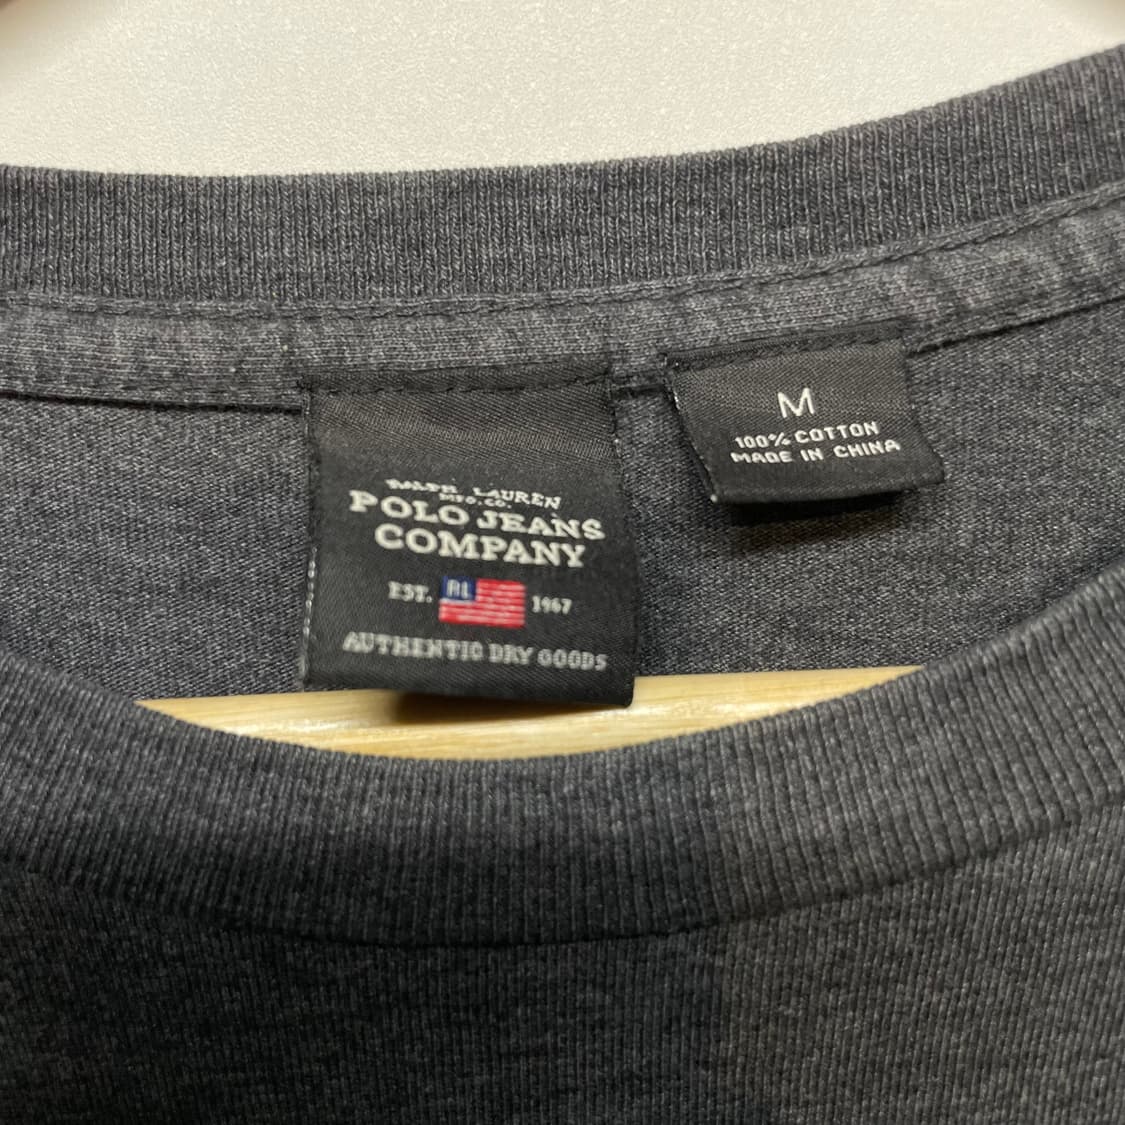 RALPH LAUREN
MFG. CO.
POLO JEANS
COMPANY
EST. RL 1967
AUTHENTIC DRY GOODS
M
100% COTTON
MADE IN CHINA